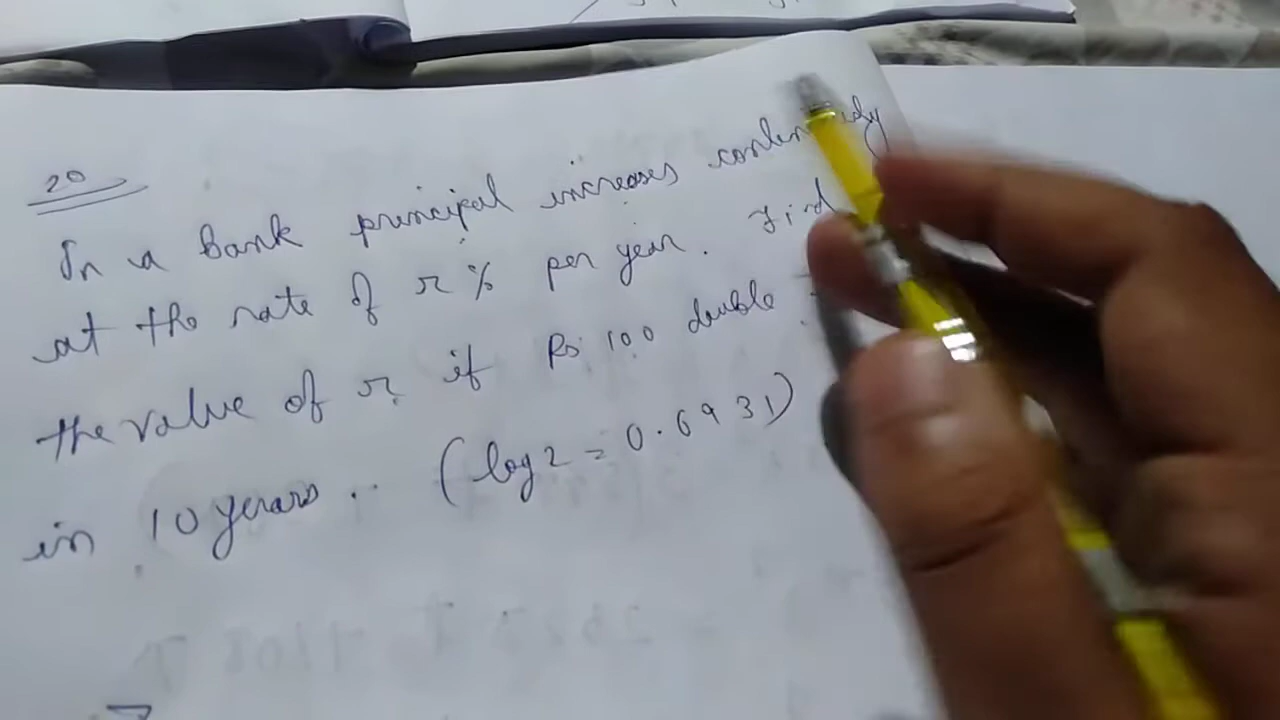 20
In a bank principal increases
at the rate of r % per year. Find
the value of r if Rs 100 double
in 10 yerars .. (log 2 = 0.6931)